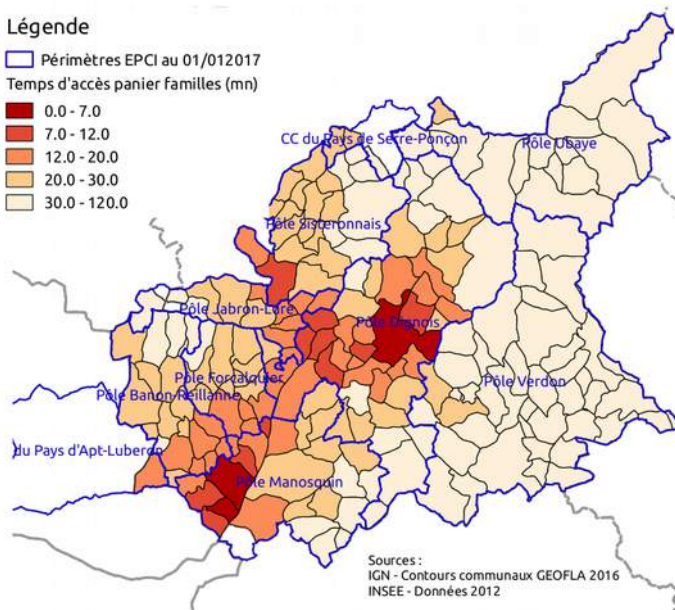 Légende
Périmètres EPCI au 01/012017
Temps d'accès panier familles (mn)
0.0 - 7.0
7.0 - 12.0
12.0 - 20.0
20.0 - 30.0
30.0 - 120.0
CC du Pays de Serre-Ponçon
Pôle Ubaye
Pôle Sisteronnais
Pôle Jabron-Lure
Pôle Dignois
Pôle Forcalquier
Pôle Verdon
Pôle Banon-Reillanne
du Pays d'Apt-Luberon
Pôle Manosquin
Sources :
IGN - Contours communaux GEOFLA 2016
INSEE - Données 2012